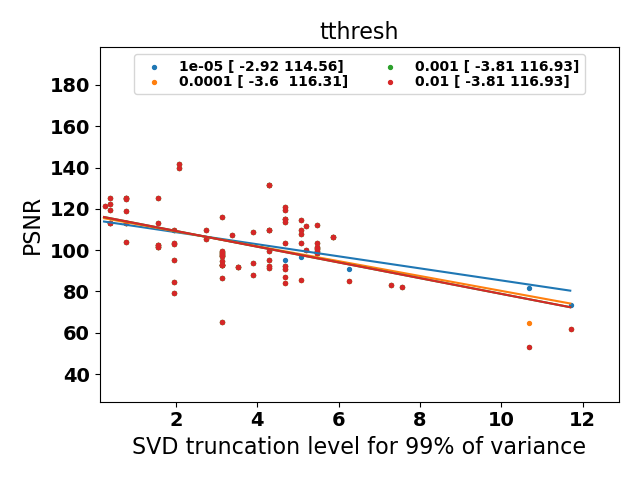 tthresh
1e-05 [ -2.92 114.56]
0.0001 [ -3.6  116.31]
0.001 [ -3.81 116.93]
0.01 [ -3.81 116.93]
180
160
140
120
100
80
60
40
PSNR
2 4 6 8 10 12
SVD truncation level for 99% of variance